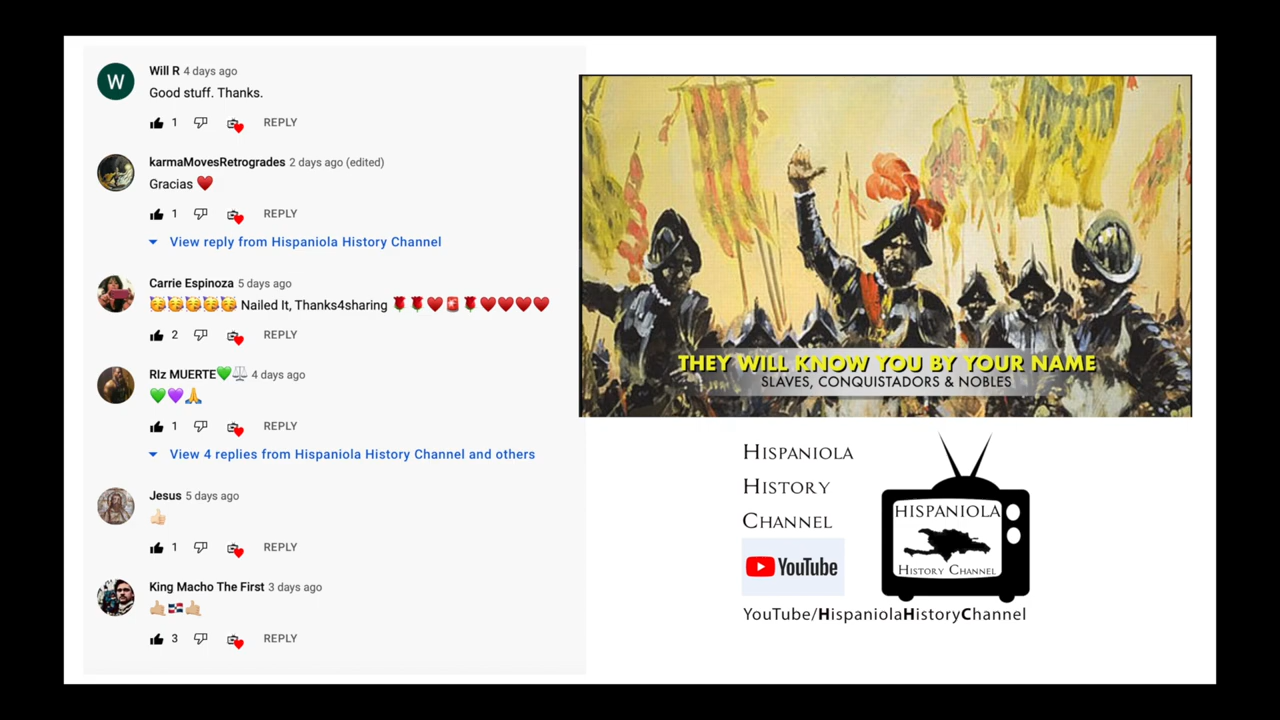 W
Will R 4 days ago
Good stuff. Thanks.
1 REPLY
karmaMovesRetrogrades 2 days ago (edited)
Gracias ❤️
1 REPLY
View reply from Hispaniola History Channel
Carrie Espinoza 5 days ago
🥳🥳🥳🥳🥳 Nailed It, Thanks4sharing 🌹🌹❤️🚨🌹❤️❤️❤️❤️
2 REPLY
RIz MUERTE💚⚖️ 4 days ago
💚💜🙏
1 REPLY
View 4 replies from Hispaniola History Channel and others
Jesus 5 days ago
👍🏻
1 REPLY
King Macho The First 3 days ago
🤙🏼🇩🇴🤙🏼
3 REPLY
THEY WILL KNOW YOU BY YOUR NAME
SLAVES, CONQUISTADORS & NOBLES
HISPANIOLA
HISTORY
CHANNEL
YouTube
YouTube/HispaniolaHistoryChannel
HISPANIOLA
HISTORY CHANNEL